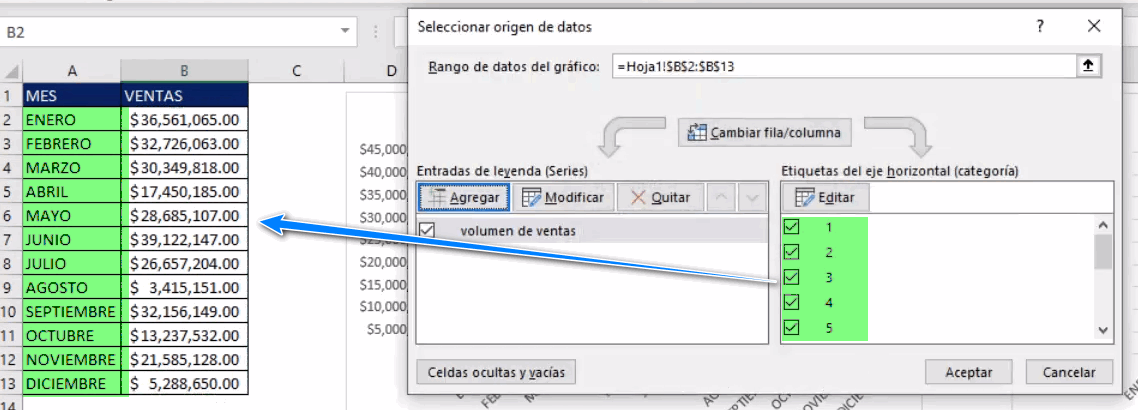 B2
A B C D
1 MES VENTAS
2 ENERO $36,561,065.00
3 FEBRERO $32,726,063.00
4 MARZO $30,349,818.00
5 ABRIL $17,450,185.00
6 MAYO $28,685,107.00
7 JUNIO $39,122,147.00
8 JULIO $26,657,204.00
9 AGOSTO $ 3,415,151.00
10 SEPTIEMBRE $32,156,149.00
11 OCTUBRE $13,237,532.00
12 NOVIEMBRE $21,585,128.00
13 DICIEMBRE $ 5,288,650.00
14
$45,000,
$40,000,
$35,000,
$30,000,
$25,000,
$20,000,
$15,000,
$10,000,
$5,000,
Seleccionar origen de datos ?
Rango de datos del gráfico: =Hoja1!$B$2:$B$13
Cambiar fila/columna
Entradas de leyenda (Series)
Agregar Modificar Quitar
volumen de ventas
Etiquetas del eje horizontal (categoría)
Editar
1
2
3
4
5
Celdas ocultas y vacías Aceptar Cancelar